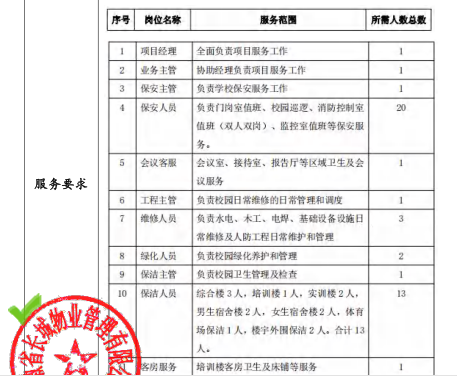 序号 岗位名称 服务范围 所需人数总数
1 项目经理 全面负责项目服务工作 1
2 业务主管 协助经理负责项目服务工作 1
3 保安主管 负责学校保安服务工作 1
4 保安人员 负责门岗室值班、校园巡逻、消防控制室 20
值班（双人双岗）、监控室值班等保安服
务。
5 会议客服 会议室、接待室、报告厅等区域卫生及会 1
议服务
服务要求
6 工程主管 负责校园日常维修的日常管理和调度 1
7 维修人员 负责水电、木工、电焊、基础设备设施日 3
常维修及人防工程日常维护和管理
8 绿化人员 负责校园绿化养护和管理 2
9 保洁主管 负责校园卫生管理及检查 1
10 保洁人员 综合楼3人，培训楼1人，实训楼2人， 13
男生宿舍楼2人，女生宿舍楼2人，体育
场保洁1人，楼宇外围保洁2人。合计13
人。
客房服务 培训楼客房卫生及床铺等服务 1
省长城物业管理有限公